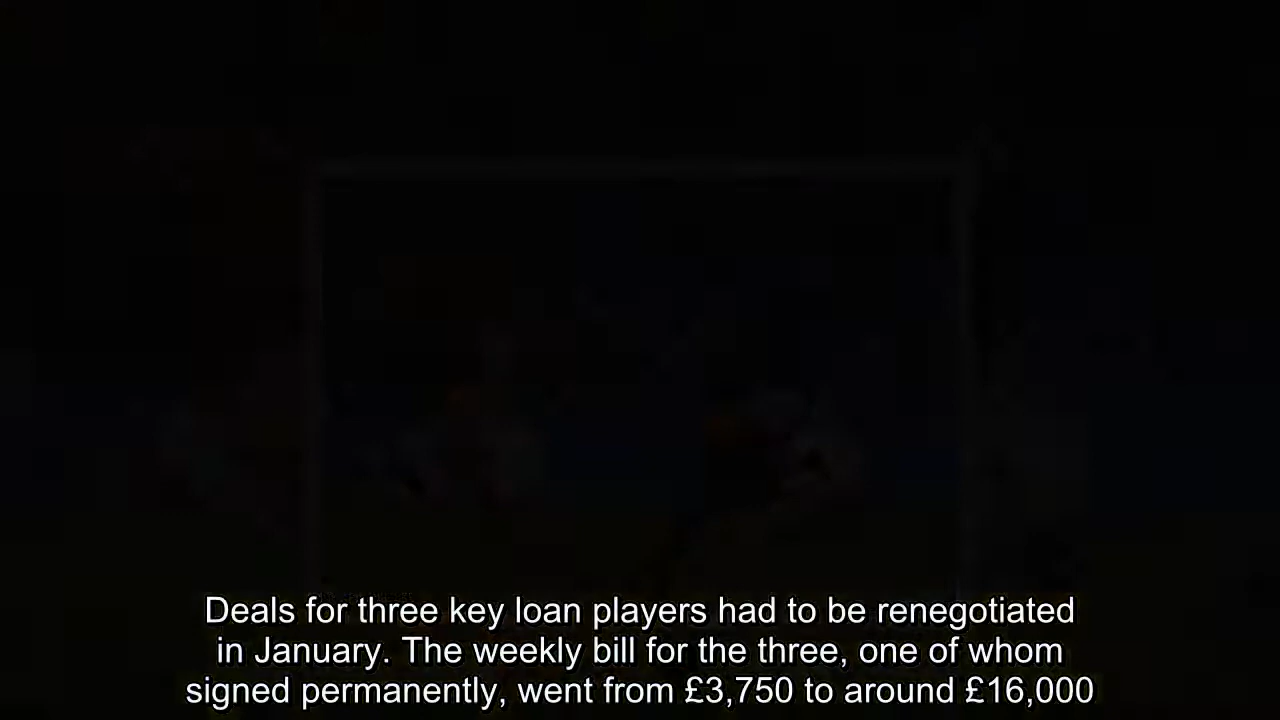 Deals for three key loan players had to be renegotiated
in January. The weekly bill for the three, one of whom
signed permanently, went from £3,750 to around £16,000